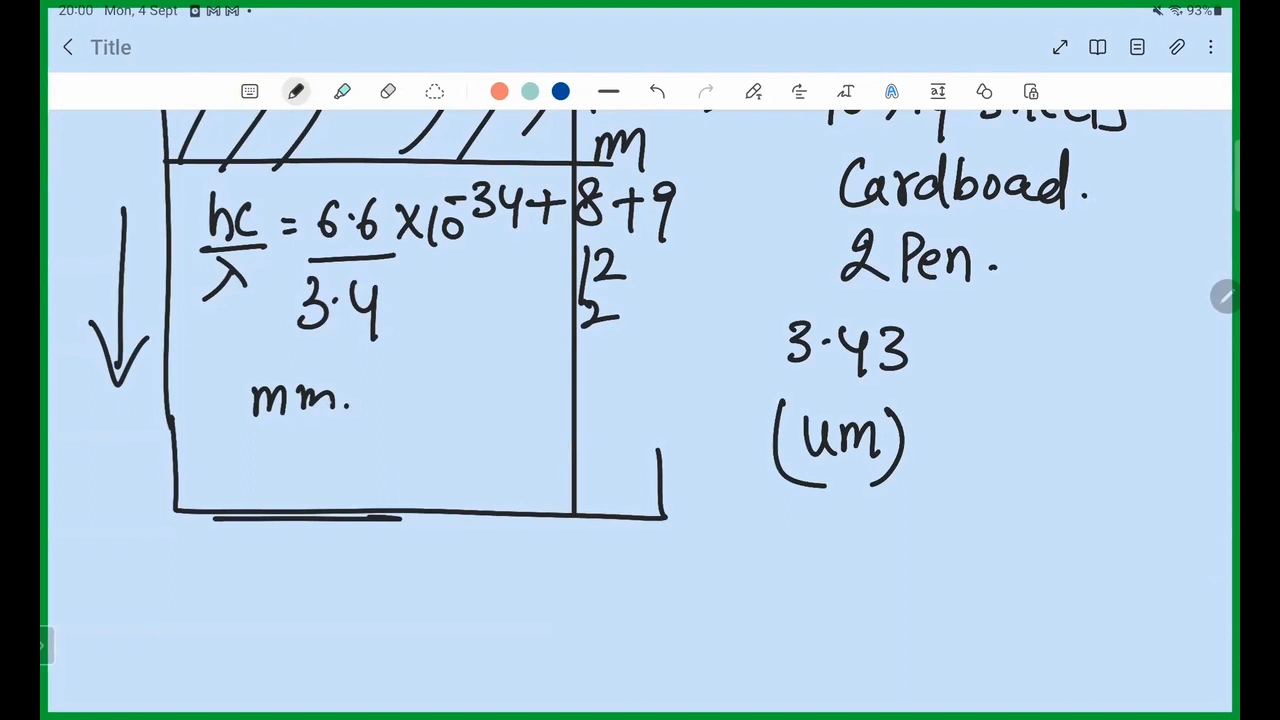 20:00 Mon, 4 Sept
93%
Title
m
hc/λ = 6.6/3.4 ×10^-34+8+9
12
2
mm.
Cardboad.
2 Pen.
3.43
(um)